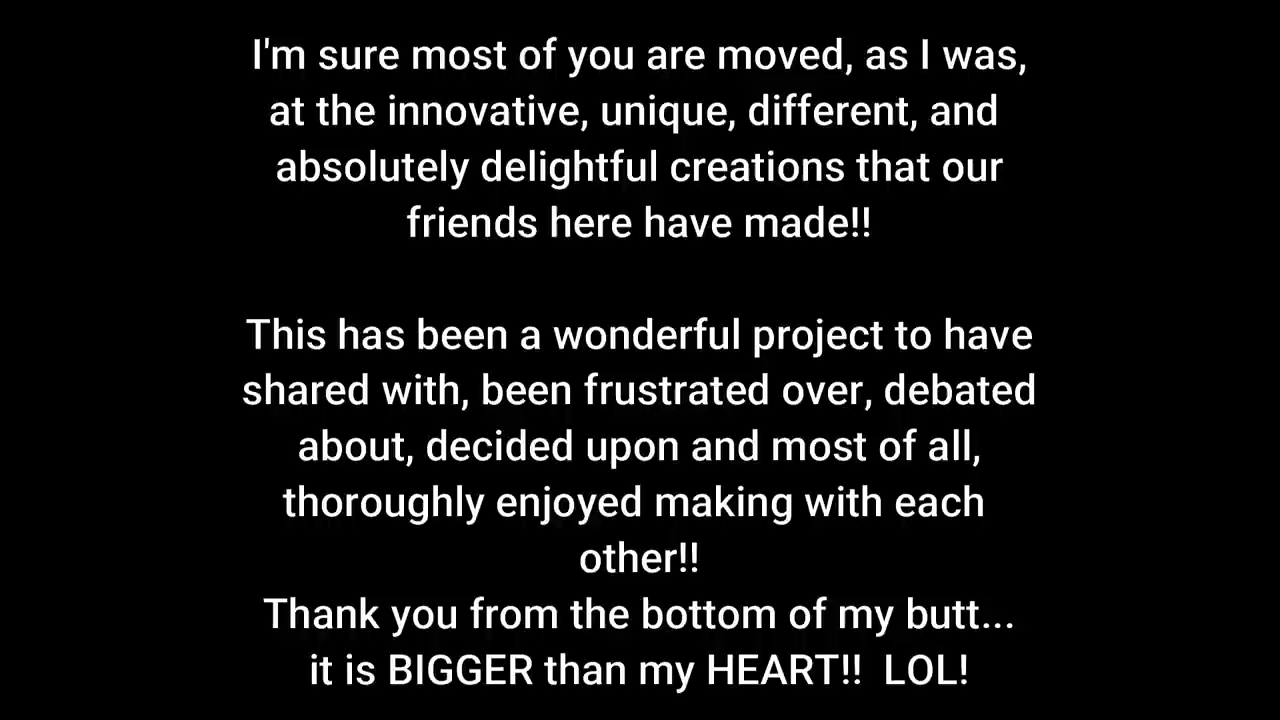 I'm sure most of you are moved, as I was,
at the innovative, unique, different, and
absolutely delightful creations that our
friends here have made!!
This has been a wonderful project to have
shared with, been frustrated over, debated
about, decided upon and most of all,
thoroughly enjoyed making with each
other!!
Thank you from the bottom of my butt...
it is BIGGER than my HEART!!  LOL!